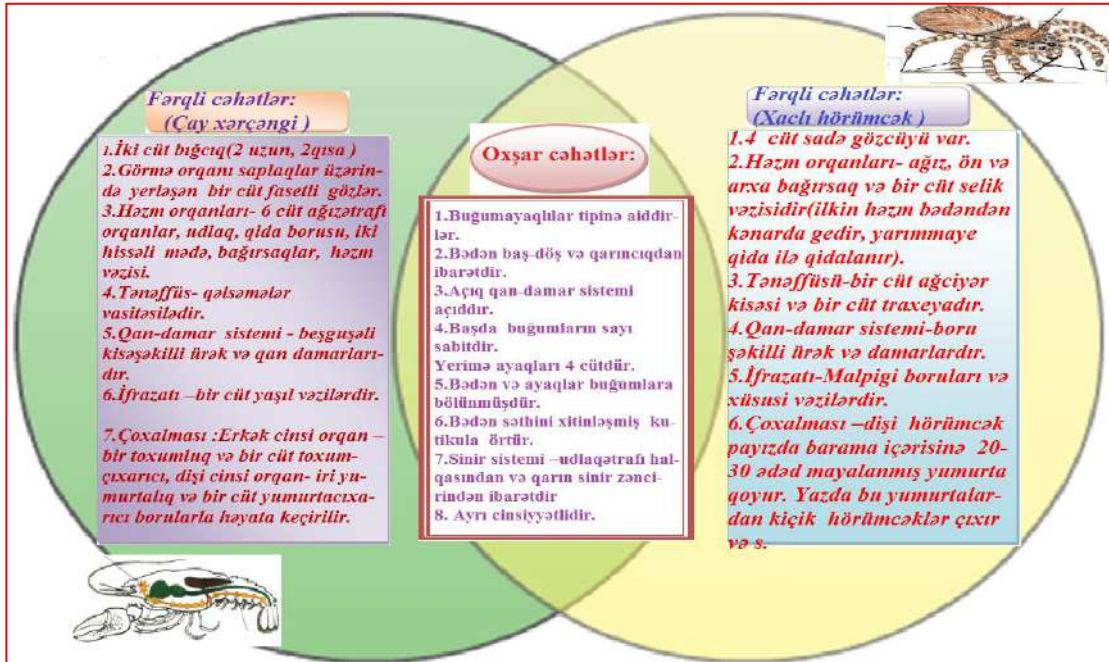 Fərqli cəhətlər:
(Çay xərçəngi )
1.İki cüt bığcıq(2 uzun, 2qısa )
2.Görmə orqanı saplaqlar üzərin-
də yerləşən bir cüt fasetli gözlər.
3.Həzm orqanları- 6 cüt ağızətrafı
orqanlar, udlaq, qida borusu, iki
hissəli mədə, bağırsaqlar, həzm
vəzisi.
4.Tənəffüs- qəlsəmələr
vasitəsilədir.
5.Qan-damar sistemi - beşguşəli
kisəşəkilli ürək və qan damarları-
dır.
6.İfrazatı –bir cüt yaşıl vəzilərdir.
7.Çoxalması :Erkək cinsi orqan –
bir toxumluq və bir cüt toxum-
çıxarıcı, dişi cinsi orqan- iri yu-
murtalıq və bir cüt yumurtacıxa-
rıcı borularla həyata keçirilir.
Oxşar cəhətlər:
1.Buğumayaqlılar tipinə aiddir-
lər.
2.Bədən baş-döş və qarıncıqdan
ibarətdir.
3.Açıq qan-damar sistemi
açıddır.
4.Başda buğumların sayı
sabitdir.
Yerimə ayaqları 4 cütdür.
5.Bədən və ayaqlar buğumlara
bölünmüşdür.
6.Bədən səthini xitinləşmiş ku-
tikula örtür.
7.Sinir sistemi –udlaqətrafı hal-
qasından və qarın sinir zənci-
rindən ibarətdir
8. Ayrı cinsiyyətlidir.
Fərqli cəhətlər:
(Xaclı hörümcək )
1.4 cüt sadə gözcüyü var.
2.Həzm orqanları- ağız, ön və
arxa bağırsaq və bir cüt selik
vəzisidir(ilkin həzm bədəndən
kənarda gedir, yarımmaye
qida ilə qidalanır).
3.Tənəffüsü-bir cüt ağciyər
kisəsi və bir cüt traxeyadır.
4.Qan-damar sistemi-boru
şəkilli ürək və damarlardır.
5.İfrazatı-Malpigi boruları və
xüsusi vəzilərdir.
6.Çoxalması –dişi hörümcək
payızda barama içərisinə 20-
30 ədəd mayalanmış yumurta
qoyur. Yazda bu yumurtalar-
dan kiçik hörümcəklər çıxır
və s.